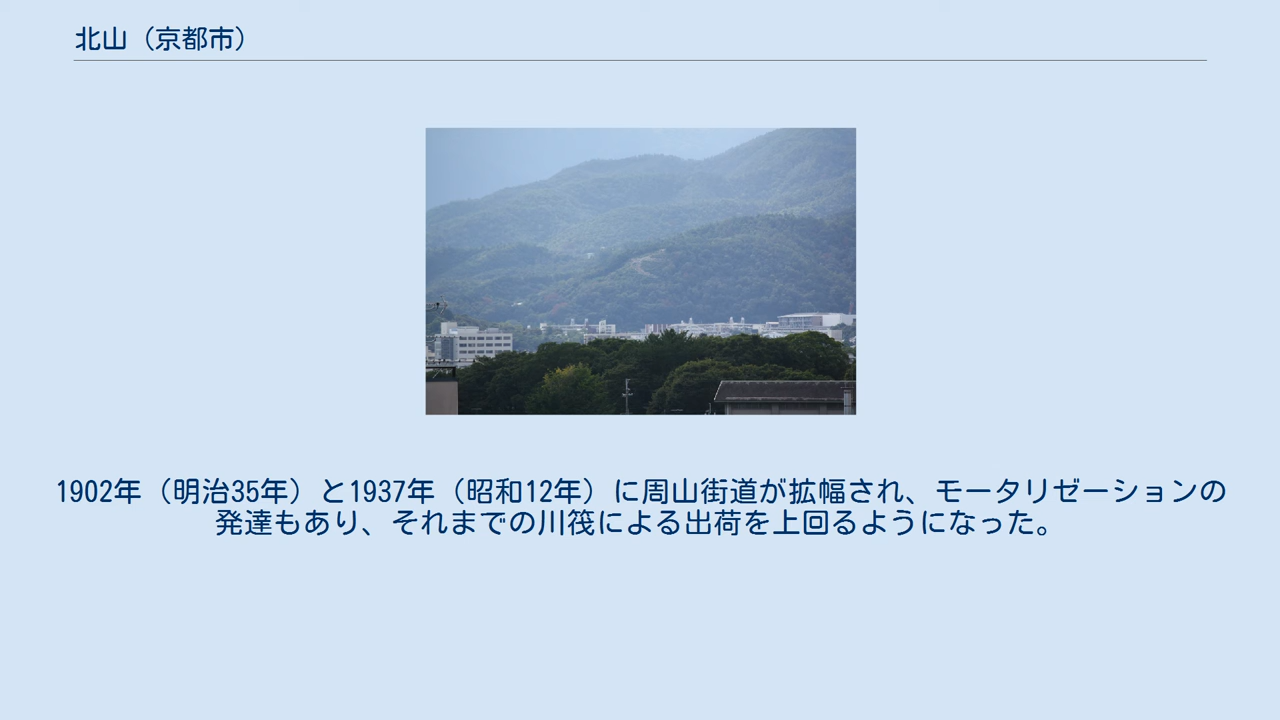 北山（京都市）
1902年（明治35年）と1937年（昭和12年）に周山街道が拡幅され、モータリゼーションの
発達もあり、それまでの川筏による出荷を上回るようになった。